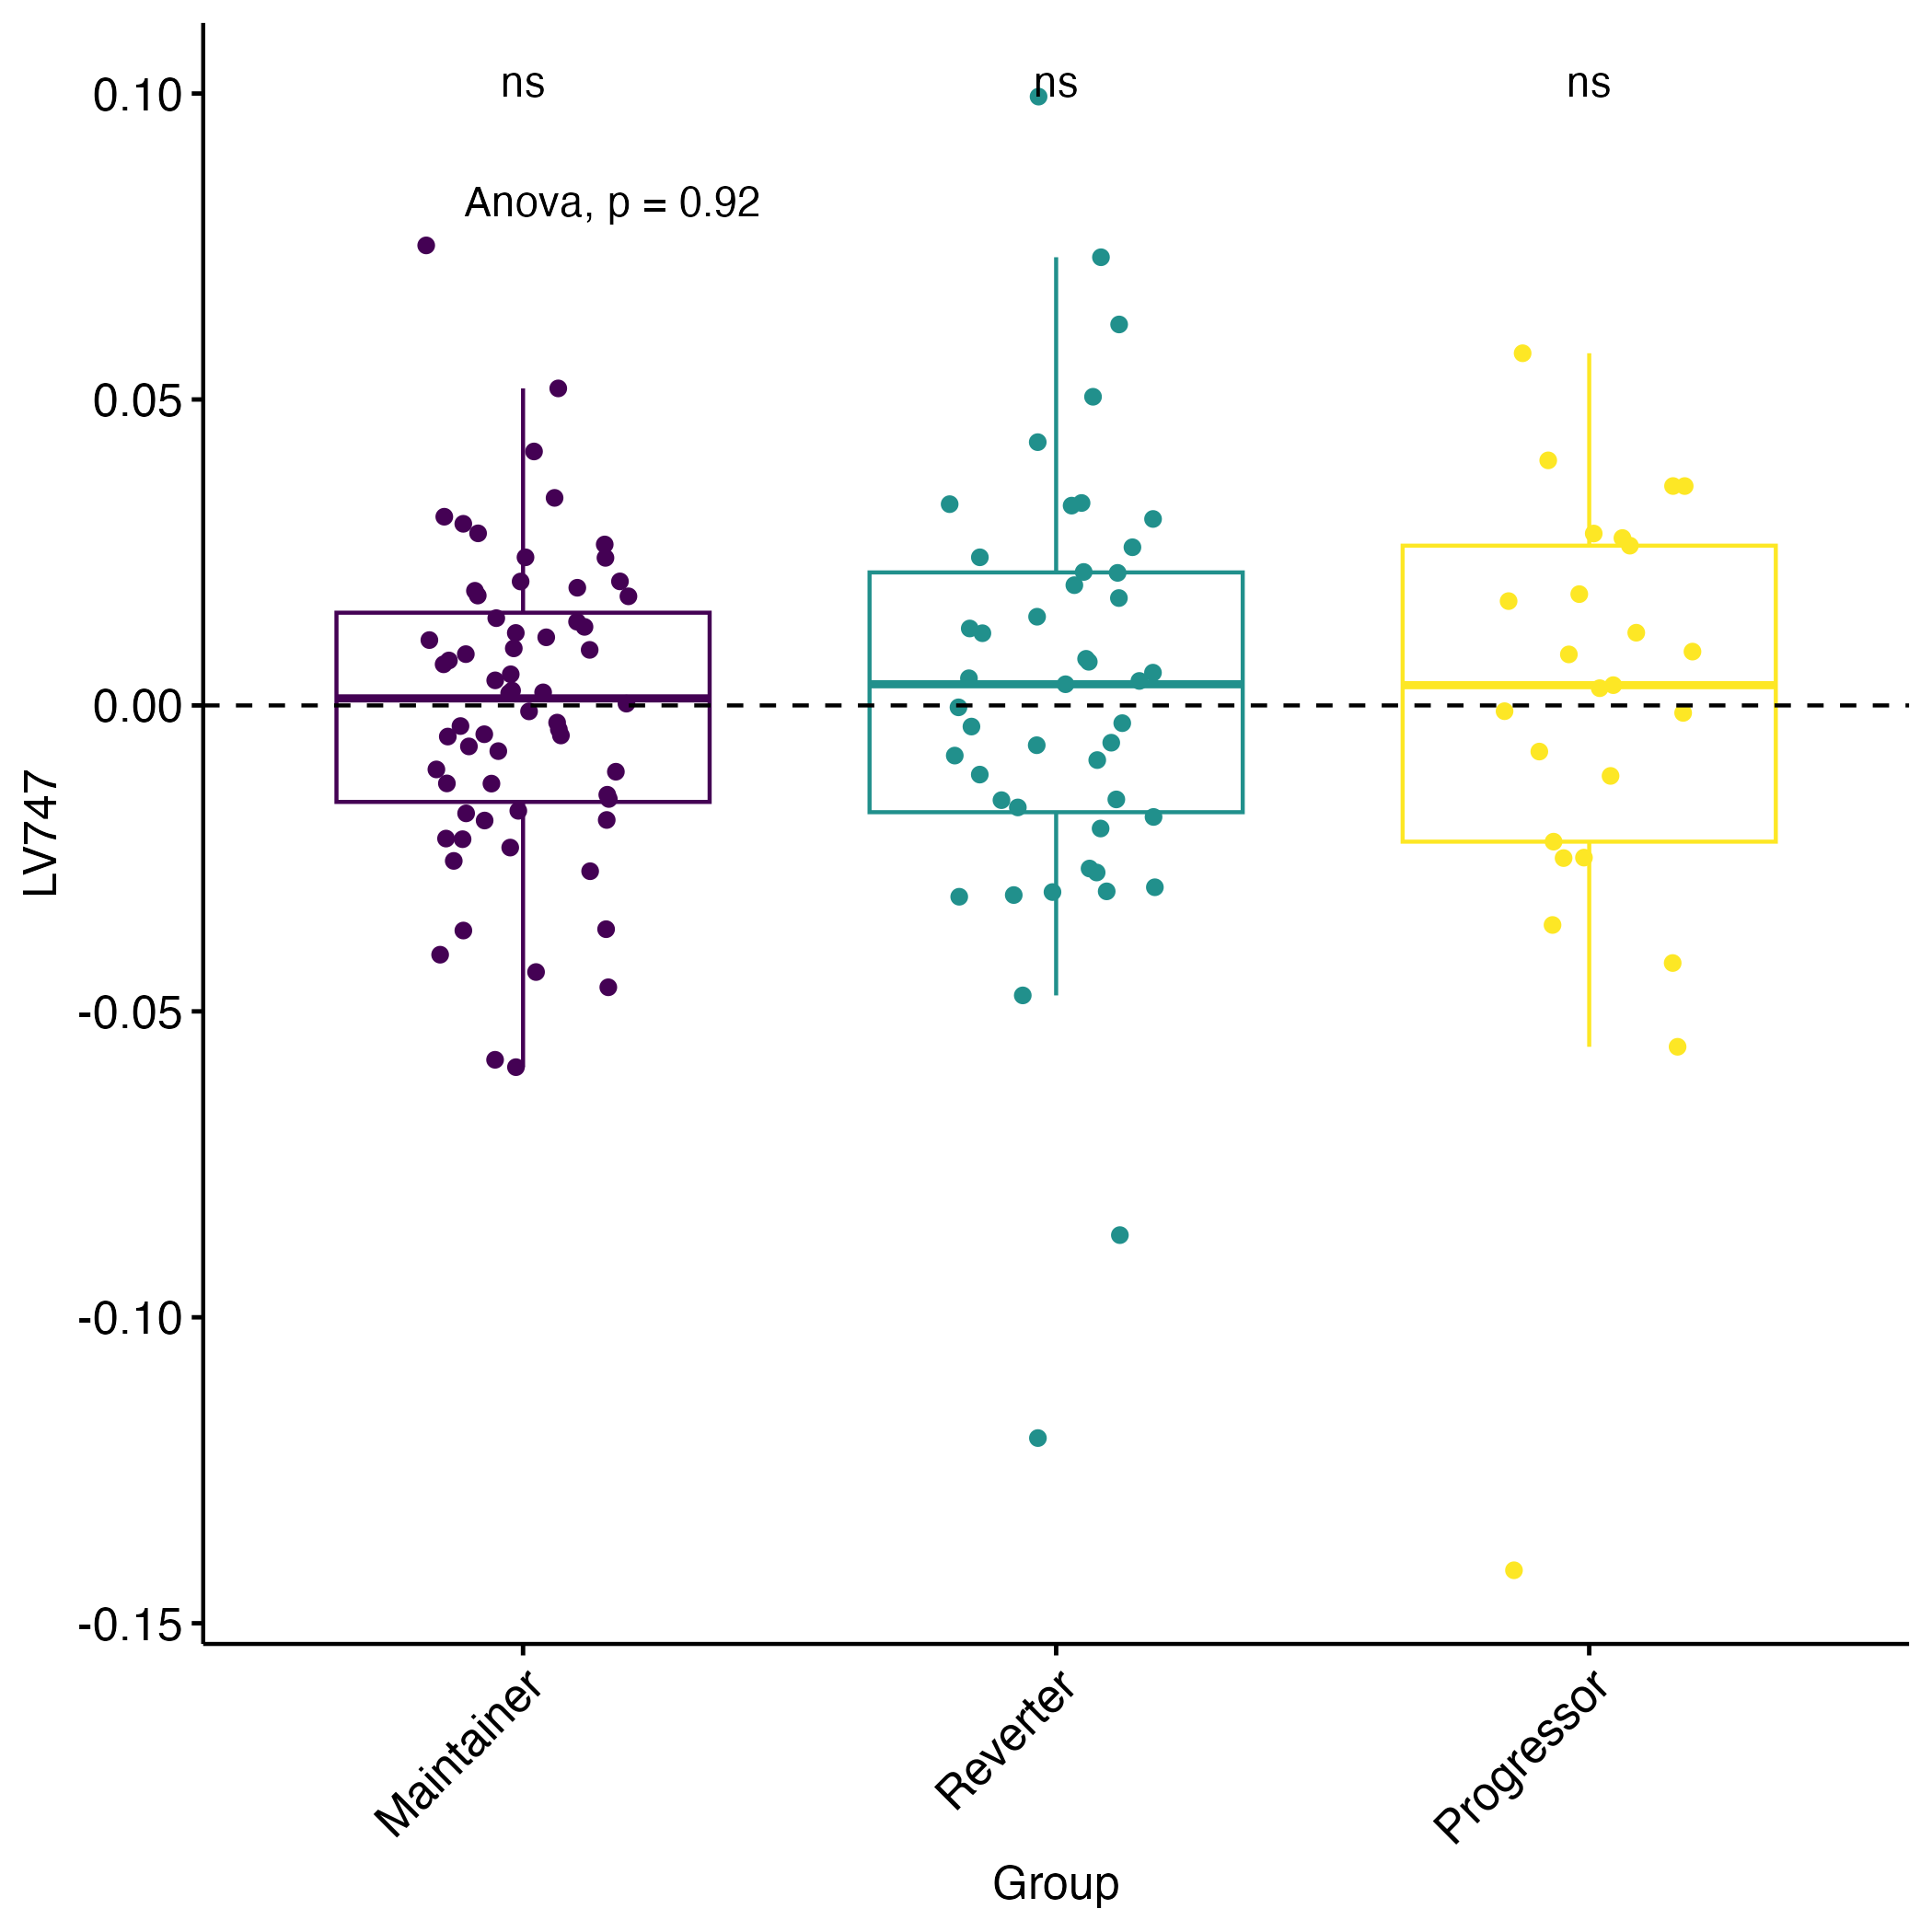 ns ns ns
Anova, p = 0.92
0.10
0.05
0.00
-0.05
-0.10
-0.15
LV747
Maintainer
Reverter
Progressor
Group